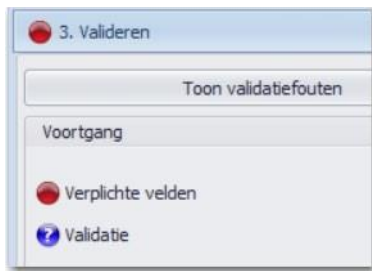 3. Valideren
Toon validatiefouten
Voortgang
Verplichte velden
Validatie